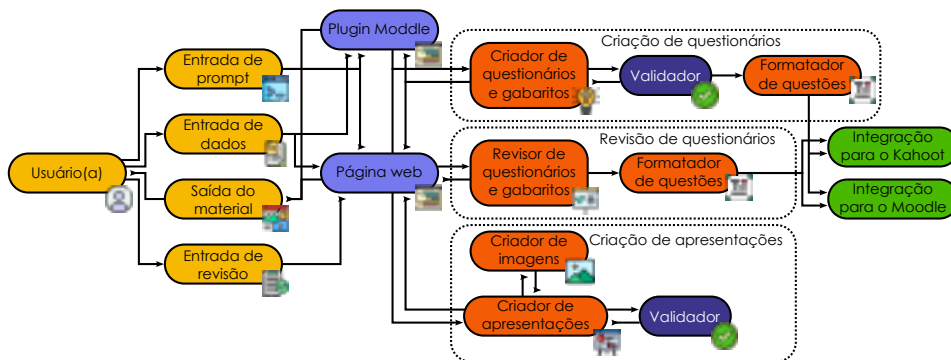 Plugin Moddle
Criação de questionários
Entrada de
prompt
Criador de
questionários
e gabaritos
Validador
Formatador
de questões
Entrada de
dados
Revisão de questionários
Usuário(a)
Página web
Revisor de
questionários
e gabaritos
Formatador
de questões
Integração
para o Kahoot
Saída do
material
Integração
para o Moodle
Entrada de
revisão
Criador de
imagens
Criação de apresentações
Criador de
apresentações
Validador